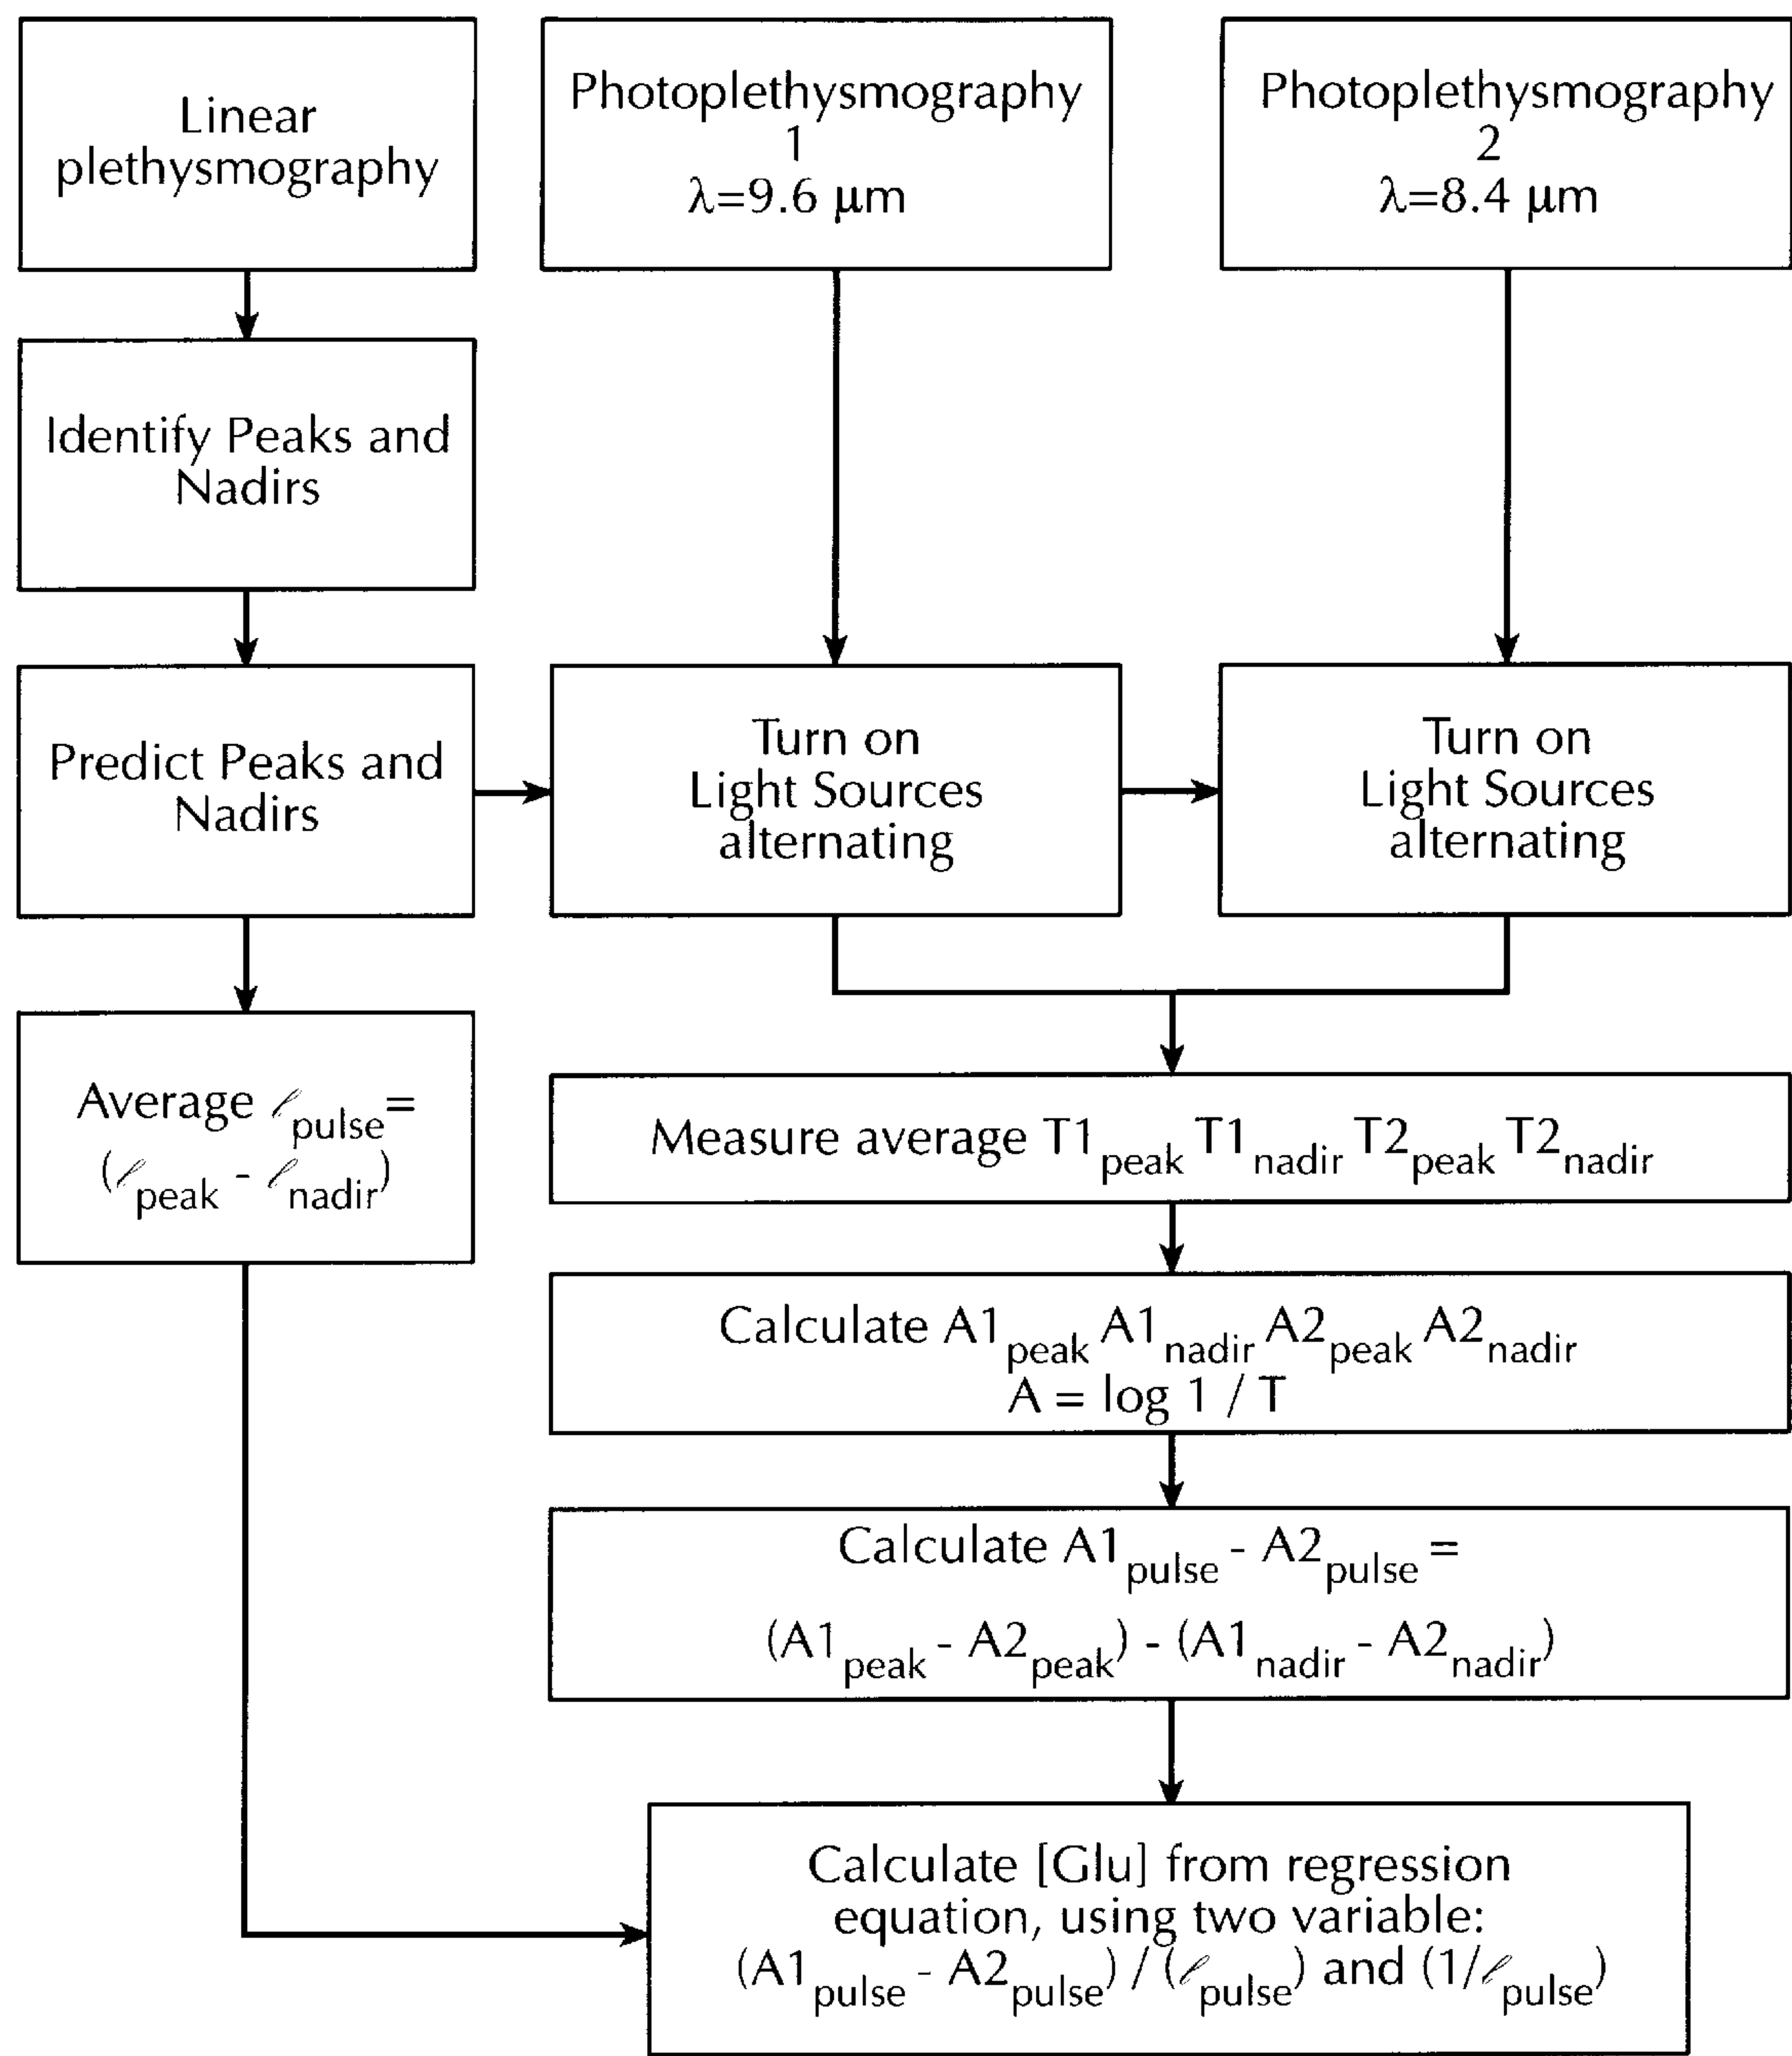 Linear
plethysmography
Photoplethysmography
1
λ=9.6 μm
Photoplethysmography
2
λ=8.4 μm
Identify Peaks and
Nadirs
Predict Peaks and
Nadirs
Turn on
Light Sources
alternating
Turn on
Light Sources
alternating
Average ℓpulse=
(ℓpeak - ℓnadir)
Measure average T1peak T1nadir T2peak T2nadir
Calculate A1peak A1nadir A2peak A2nadir
A = log 1 / T
Calculate A1pulse - A2pulse =
(A1peak - A2peak) - (A1nadir - A2nadir)
Calculate [Glu] from regression
equation, using two variable:
(A1pulse - A2pulse) / (ℓpulse) and (1/ℓpulse)